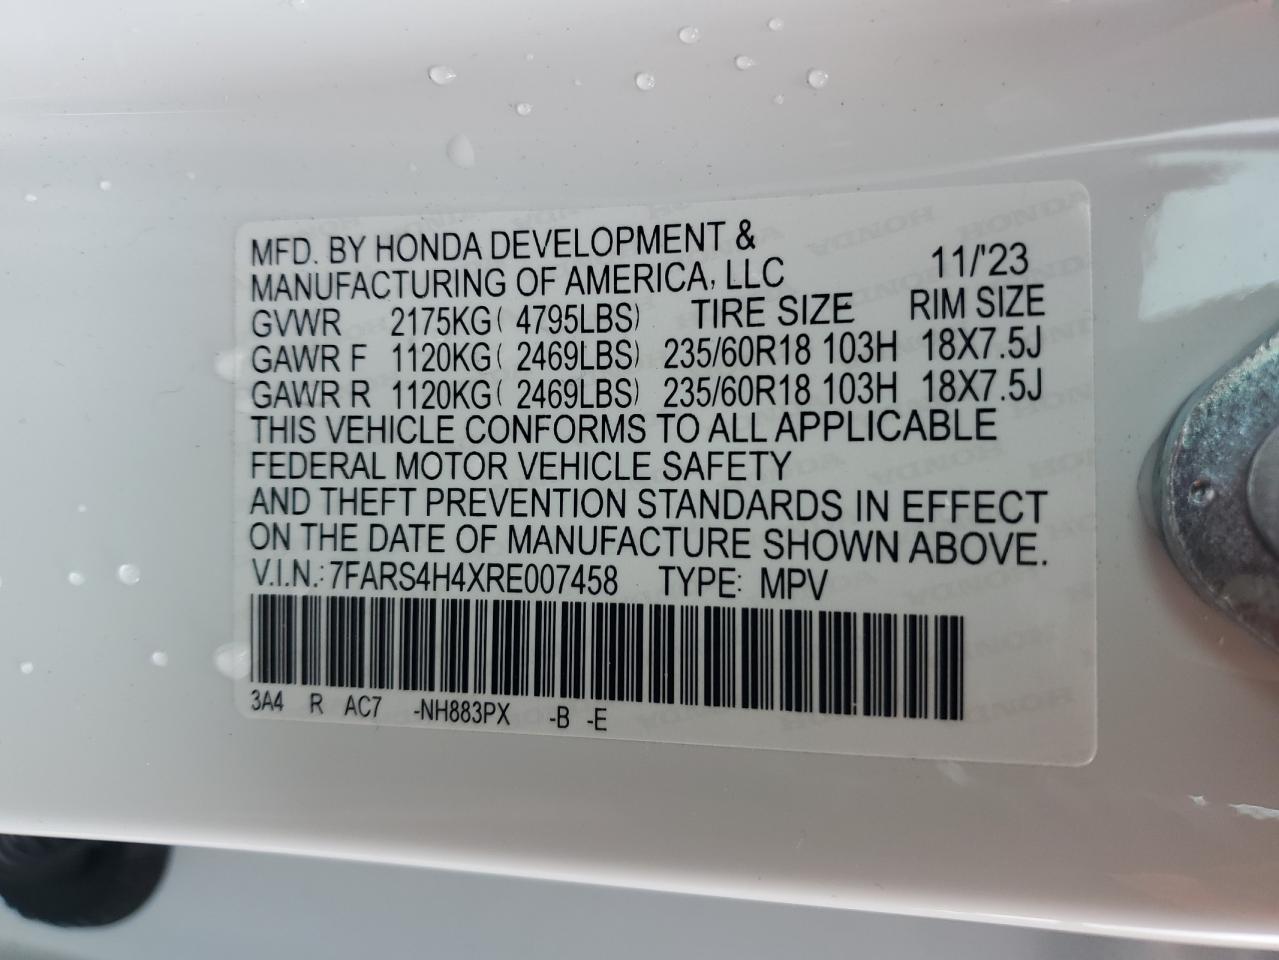 MFD. BY HONDA DEVELOPMENT &
MANUFACTURING OF AMERICA, LLC 11/'23
GVWR 2175KG( 4795LBS) TIRE SIZE RIM SIZE
GAWR F 1120KG( 2469LBS) 235/60R18 103H 18X7.5J
GAWR R 1120KG( 2469LBS) 235/60R18 103H 18X7.5J
THIS VEHICLE CONFORMS TO ALL APPLICABLE
FEDERAL MOTOR VEHICLE SAFETY
AND THEFT PREVENTION STANDARDS IN EFFECT
ON THE DATE OF MANUFACTURE SHOWN ABOVE.
V.I.N.: 7FARS4H4XRE007458 TYPE: MPV
3A4 R AC7 -NH883PX -B -E